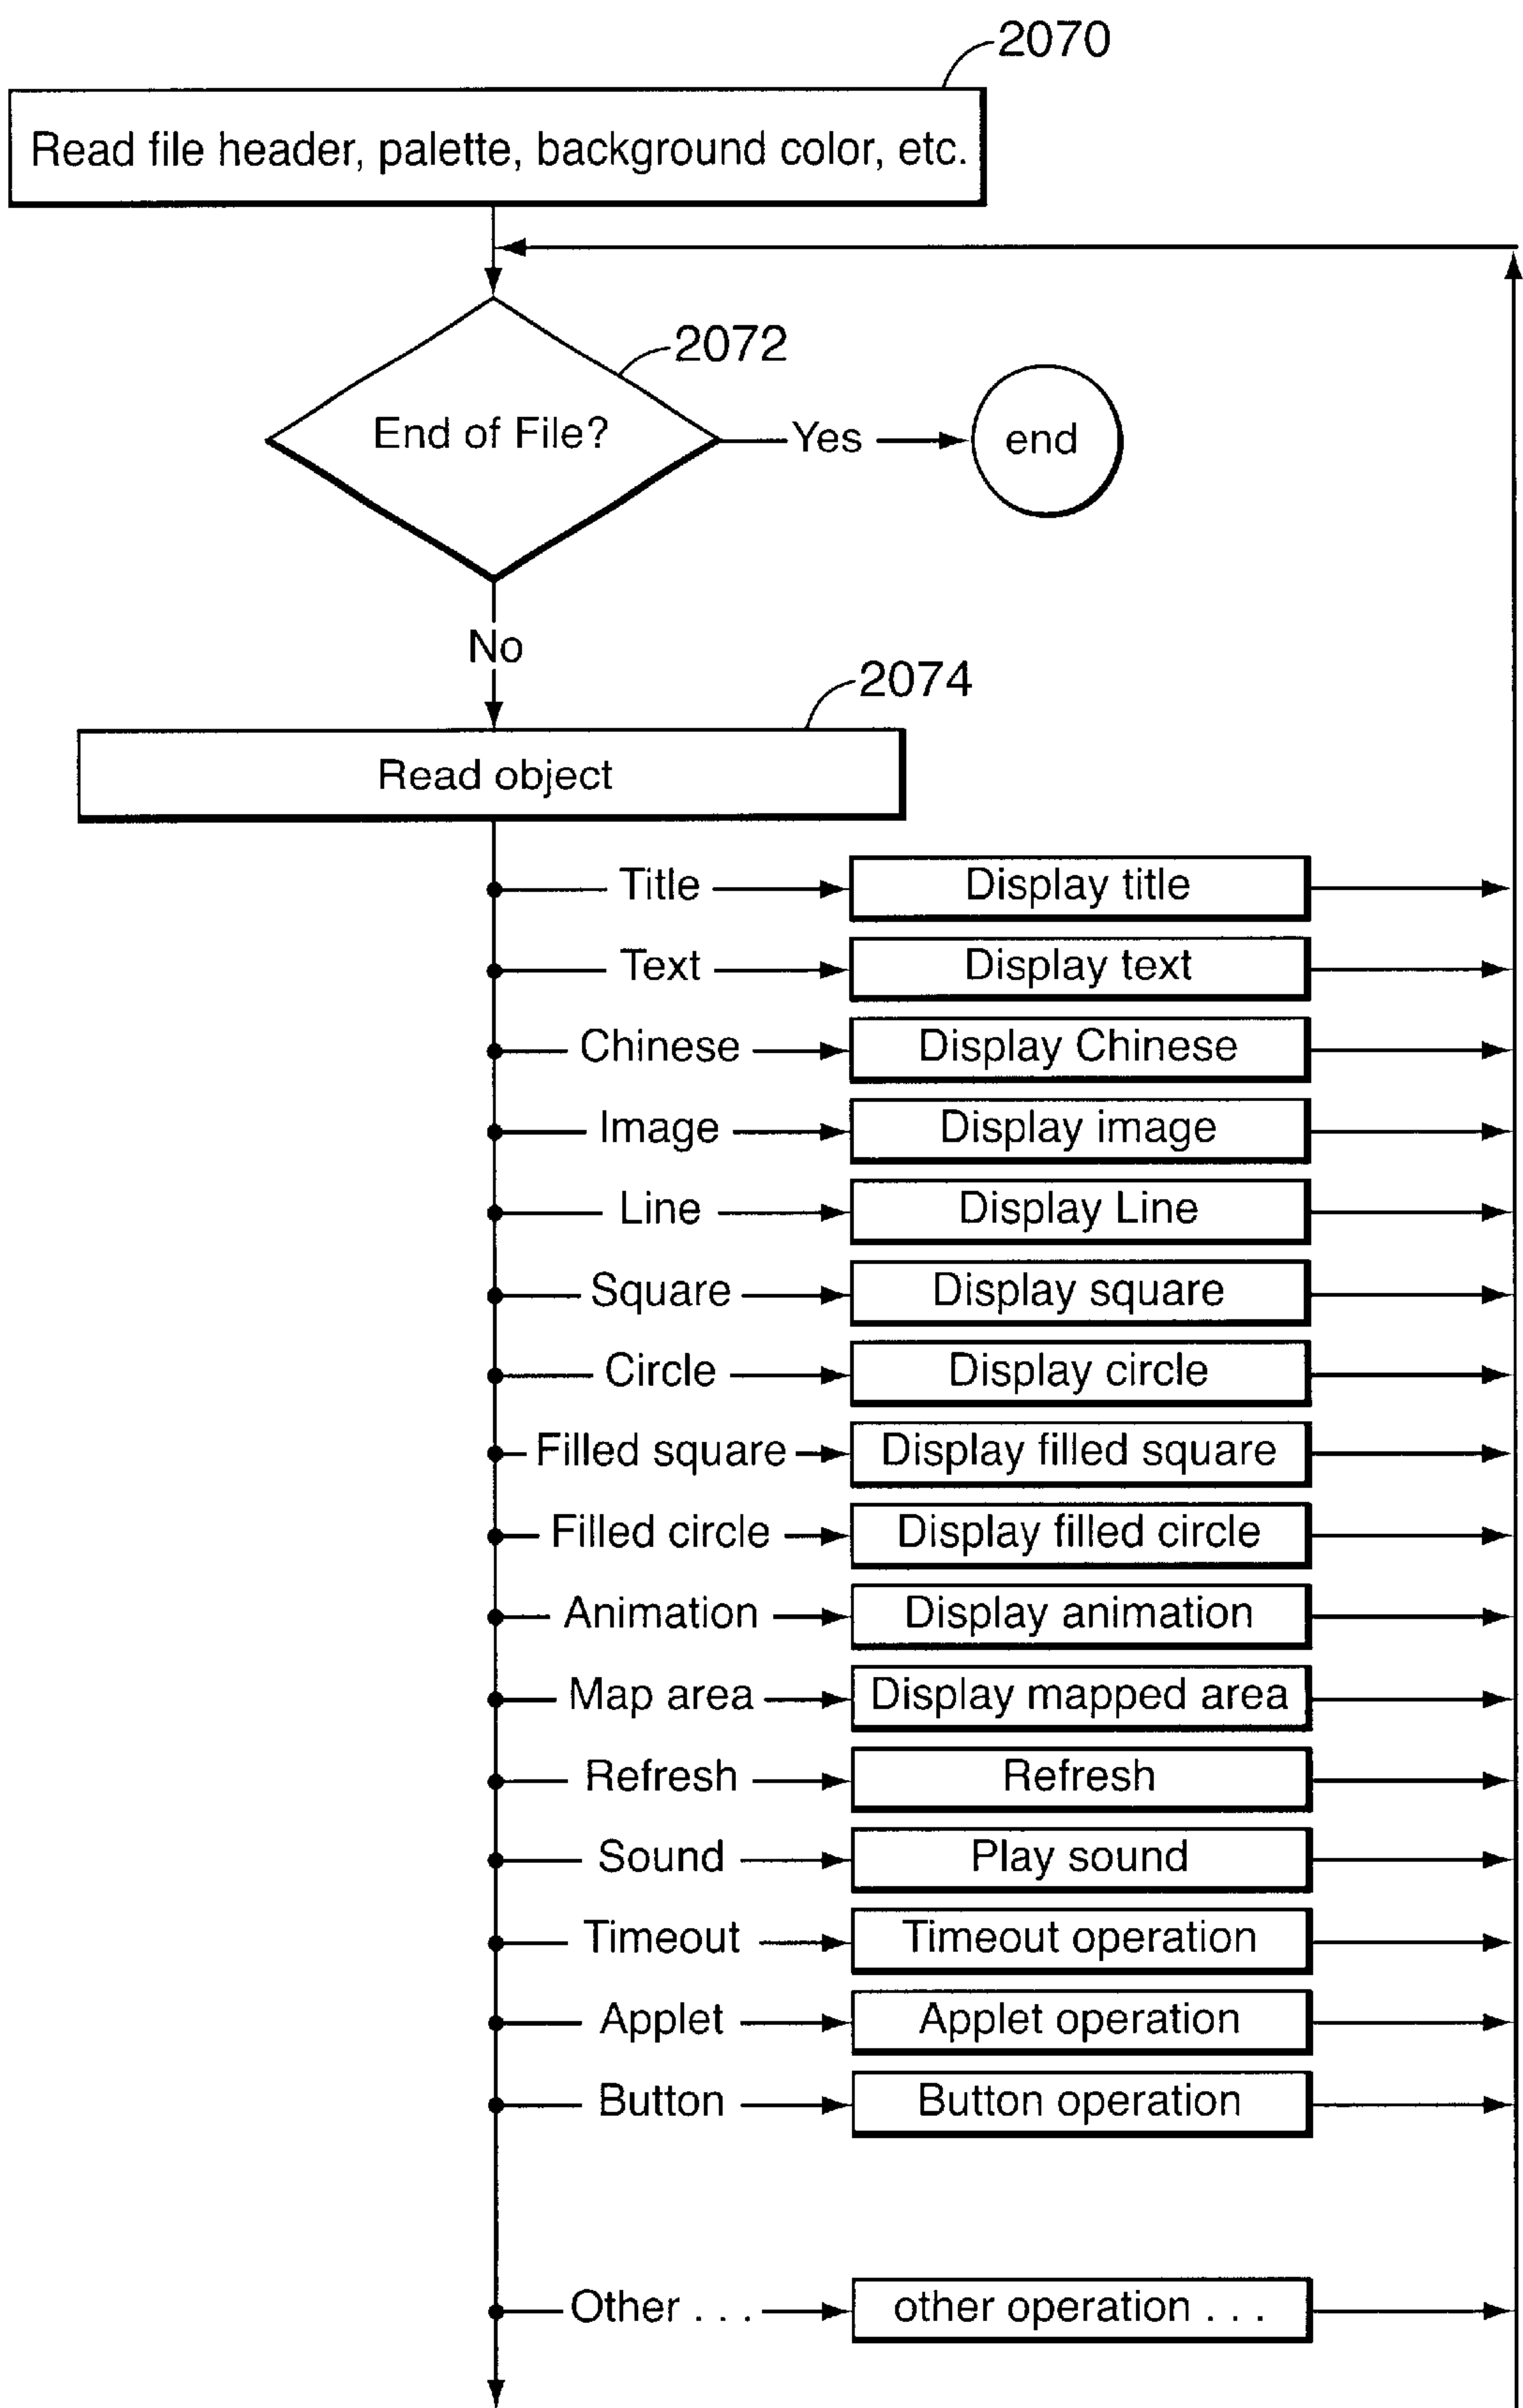 2070
Read file header, palette, background color, etc.
2072
End of File?
Yes
end
No
2074
Read object
Title
Display title
Text
Display text
Chinese
Display Chinese
Image
Display image
Line
Display Line
Square
Display square
Circle
Display circle
Filled square
Display filled square
Filled circle
Display filled circle
Animation
Display animation
Map area
Display mapped area
Refresh
Refresh
Sound
Play sound
Timeout
Timeout operation
Applet
Applet operation
Button
Button operation
Other . . .
other operation . . .